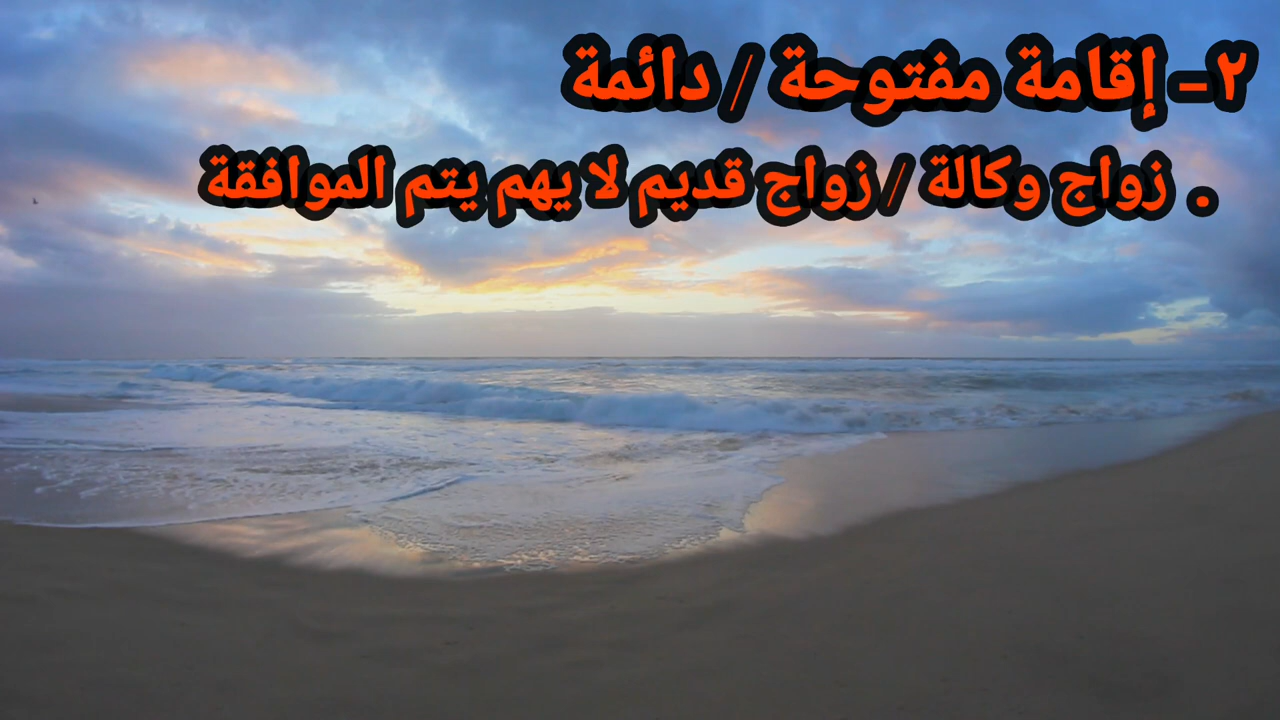 ٢- إقامة مفتوحة / دائمة
. زواج وكالة / زواج قديم لا يهم يتم الموافقة